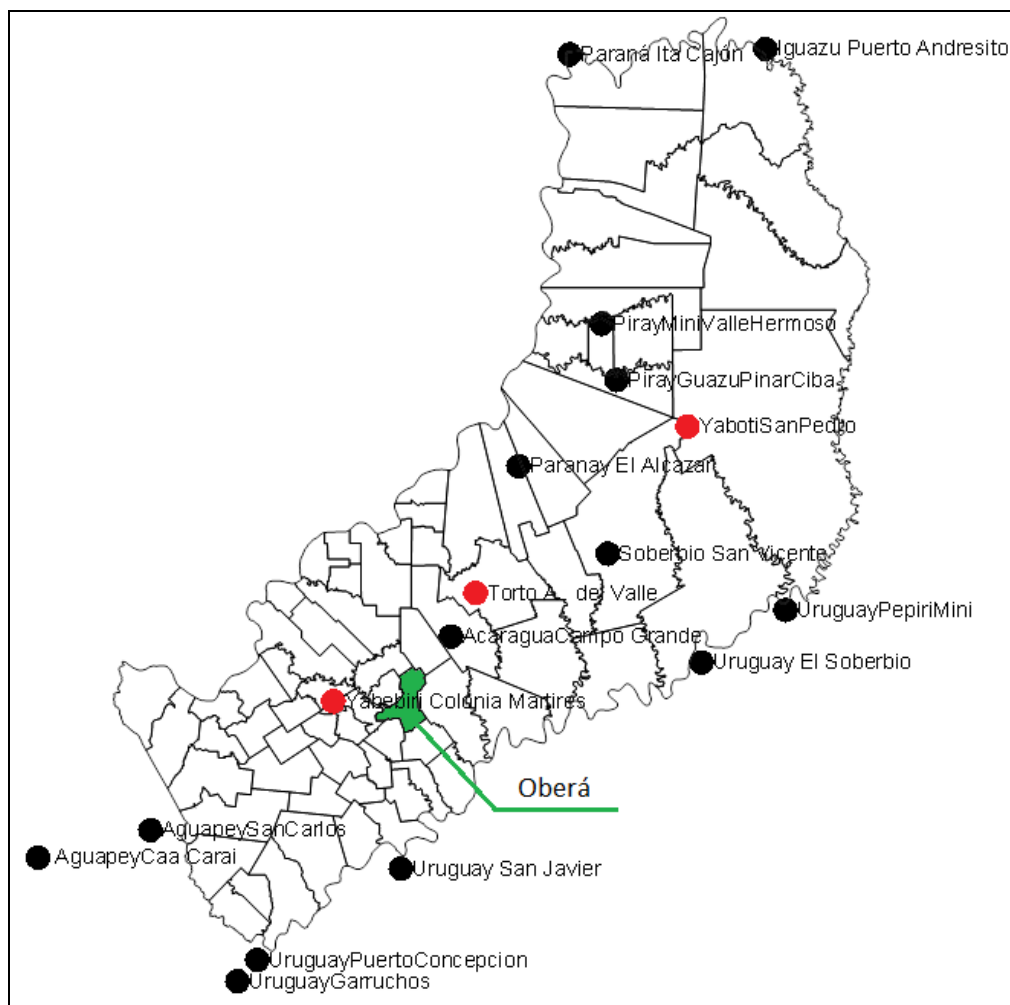 Paraná Ita Cajón
Iguazu Puerto Andresito
PirayMiniValleHermoso
PirayGuazuPinarCiba
YabotiSanPedro
Paranay El Alcazar
Soberbio San Vicente
Torto A. del Valle
UruguayPepiriMini
AcaraguaCampo Grande
Uruguay El Soberbio
Yabebiri Colonia Martires
Oberá
AguapeySanCarlos
AguapeyCaa Carai
Uruguay San Javier
UruguayPuertoConcepcion
UruguayGarruchos